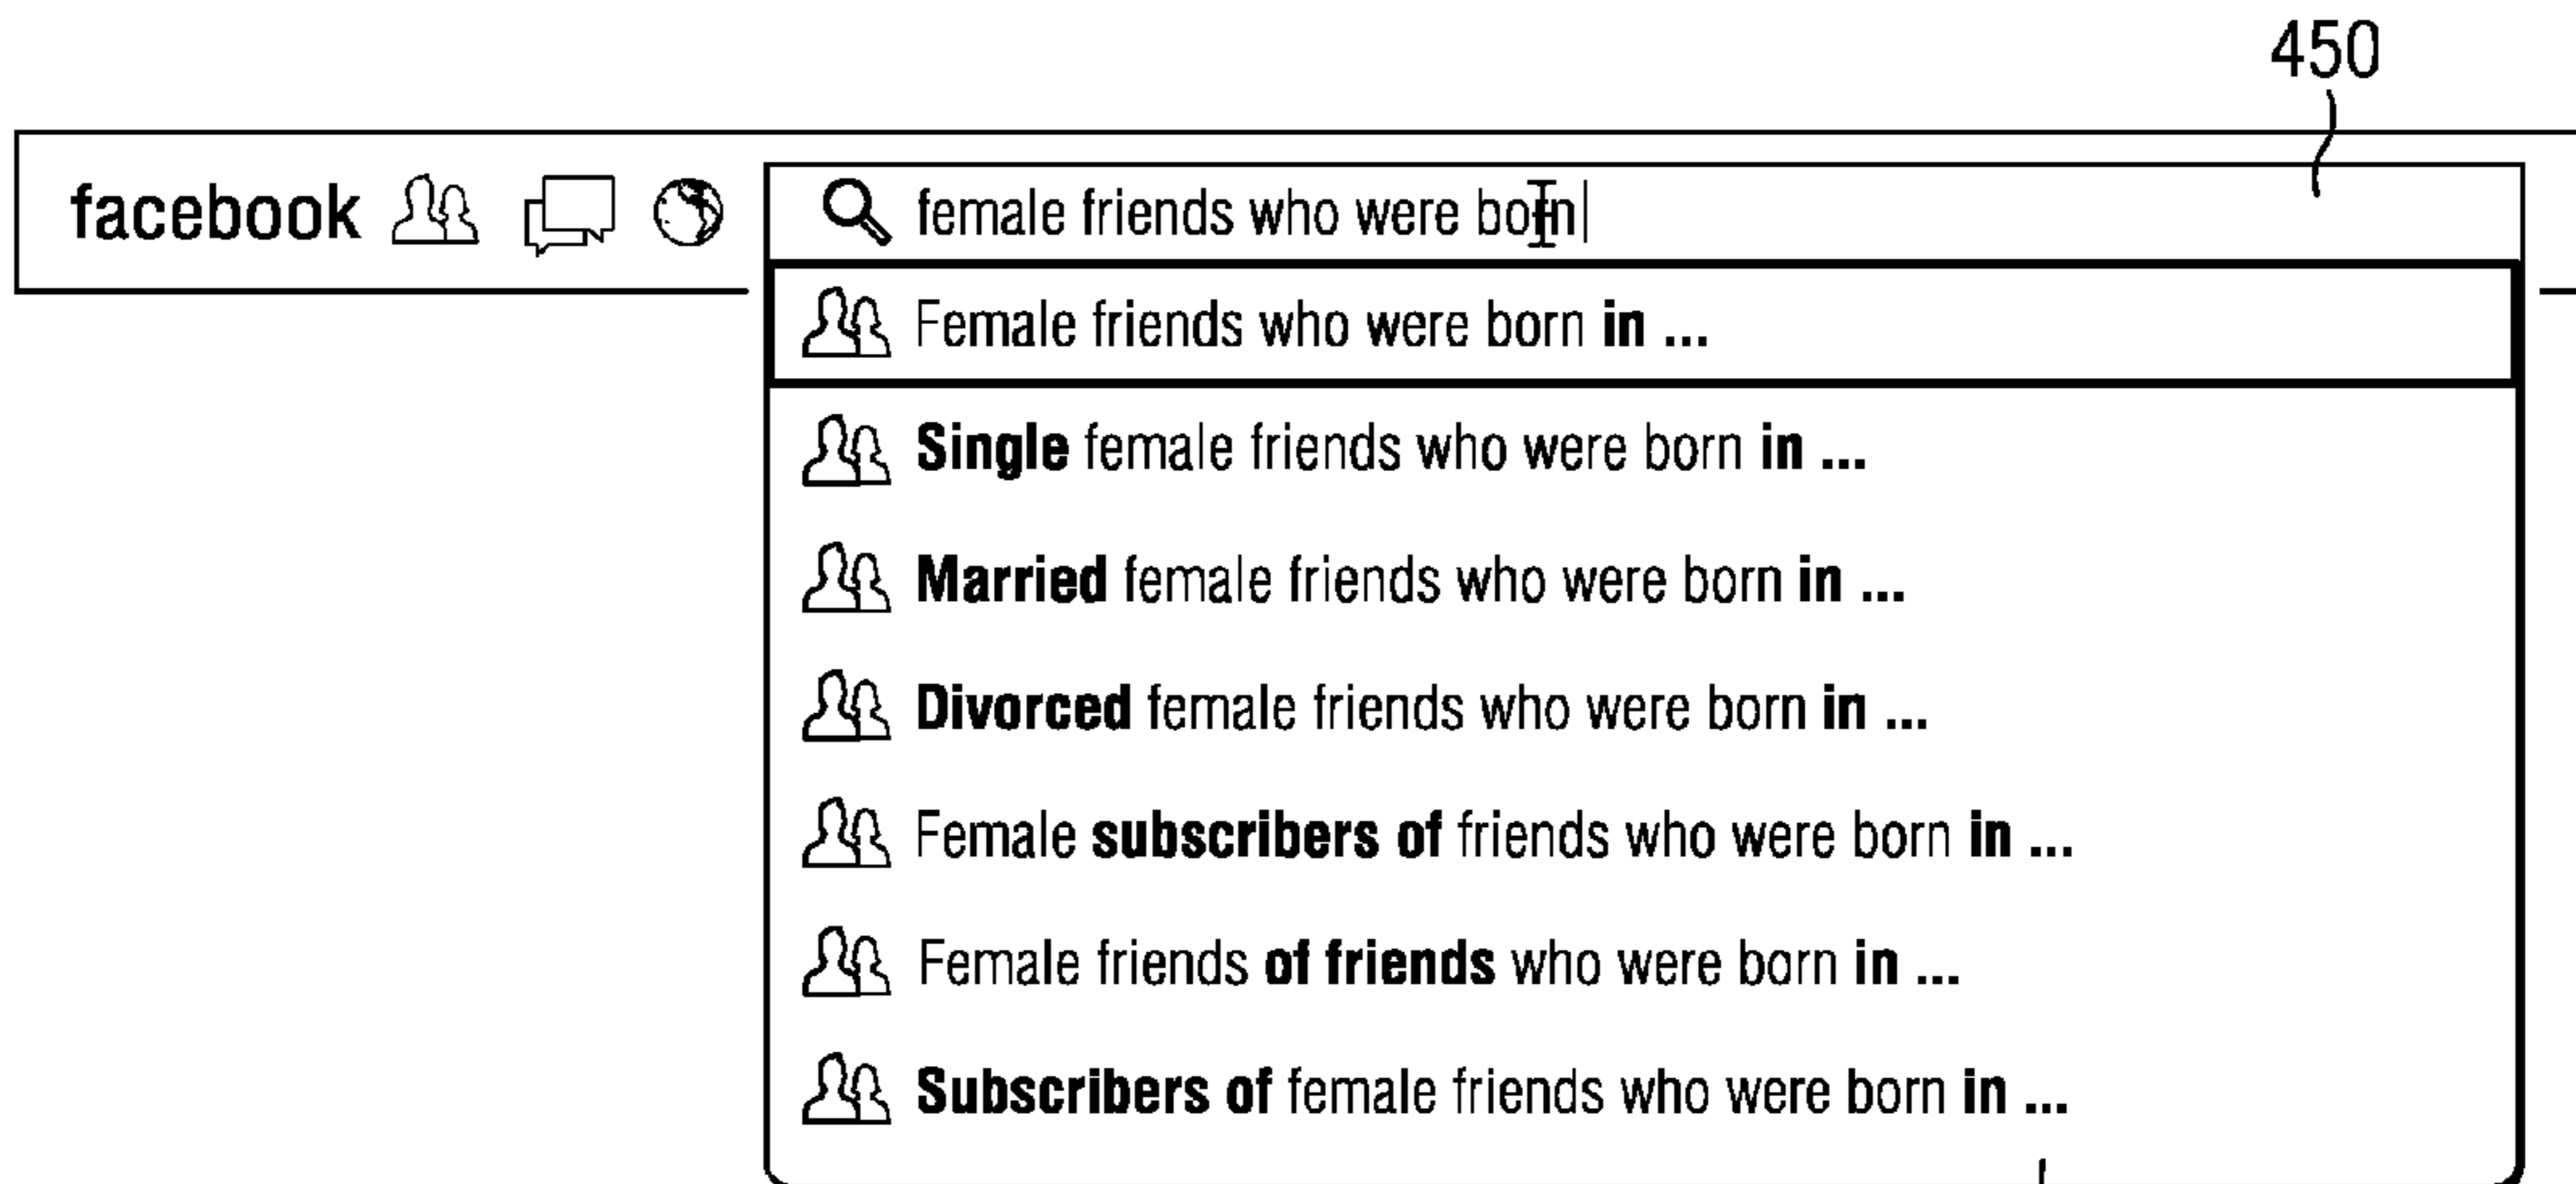 450
facebook female friends who were born
Female friends who were born in ...
Single female friends who were born in ...
Married female friends who were born in ...
Divorced female friends who were born in ...
Female subscribers of friends who were born in ...
Female friends of friends who were born in ...
Subscribers of female friends who were born in ...